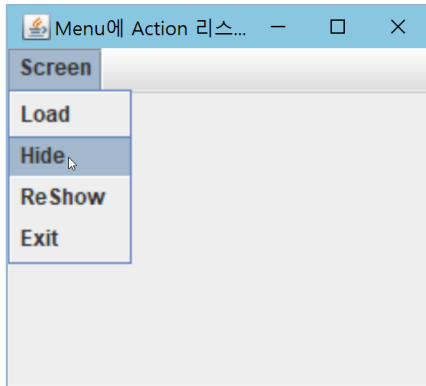 Menu에 Action 리스...
Screen
Load
Hide
ReShow
Exit